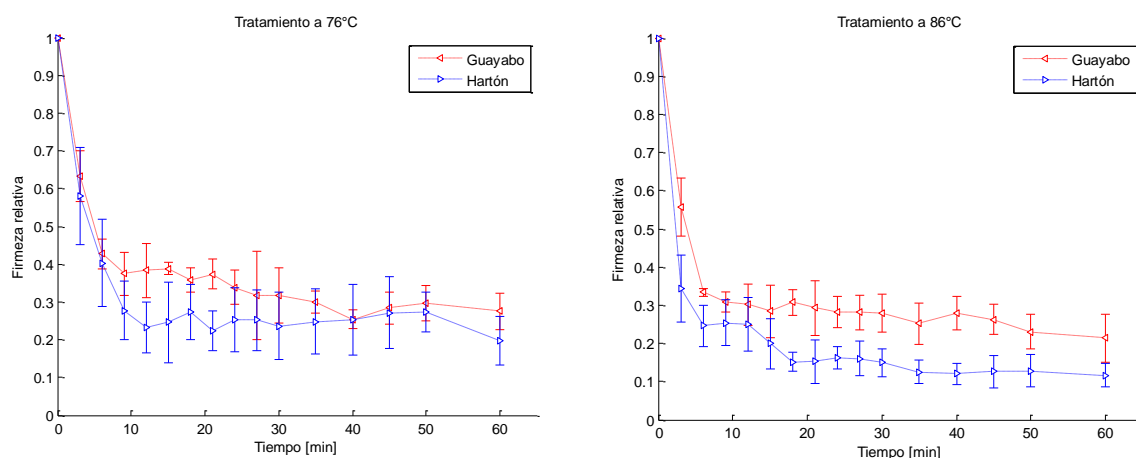 Tratamiento a 76°C
1
0.9
0.8
0.7
0.6
0.5
0.4
0.3
0.2
0.1
0
Firmeza relativa
0 10 20 30 40 50 60
Tiempo [min]
Guayabo
Hartón
Tratamiento a 86°C
1
0.9
0.8
0.7
0.6
0.5
0.4
0.3
0.2
0.1
0
Firmeza relativa
0 10 20 30 40 50 60
Tiempo [min]
Guayabo
Hartón